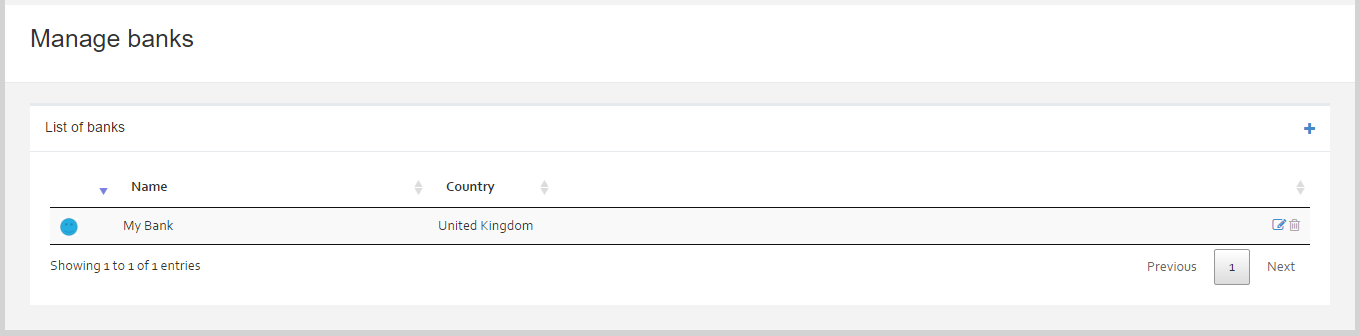 Manage banks
List of banks
Name Country
My Bank United Kingdom
Showing 1 to 1 of 1 entries Previous 1 Next